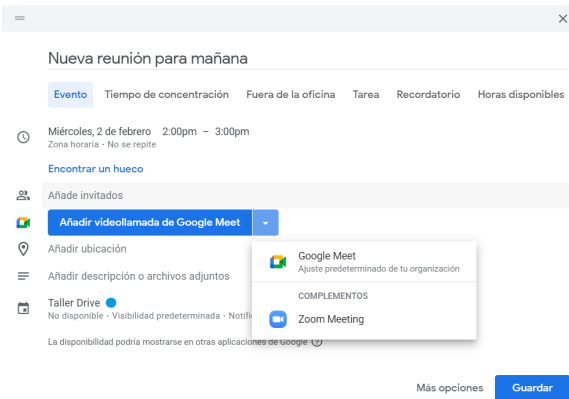 Nueva reunión para mañana
Evento Tiempo de concentración Fuera de la oficina Tarea Recordatorio Horas disponibles
Miércoles, 2 de febrero 2:00pm – 3:00pm
Zona horaria • No se repite
Encontrar un hueco
Añade invitados
Añadir videollamada de Google Meet
Añadir ubicación
Google Meet
Ajuste predeterminado de tu organización
Añadir descripción o archivos adjuntos
COMPLEMENTOS
Taller Drive
No disponible • Visibilidad predeterminada •
Zoom Meeting
La disponibilidad podría mostrarse en otras aplicaciones de Google
Más opciones Guardar